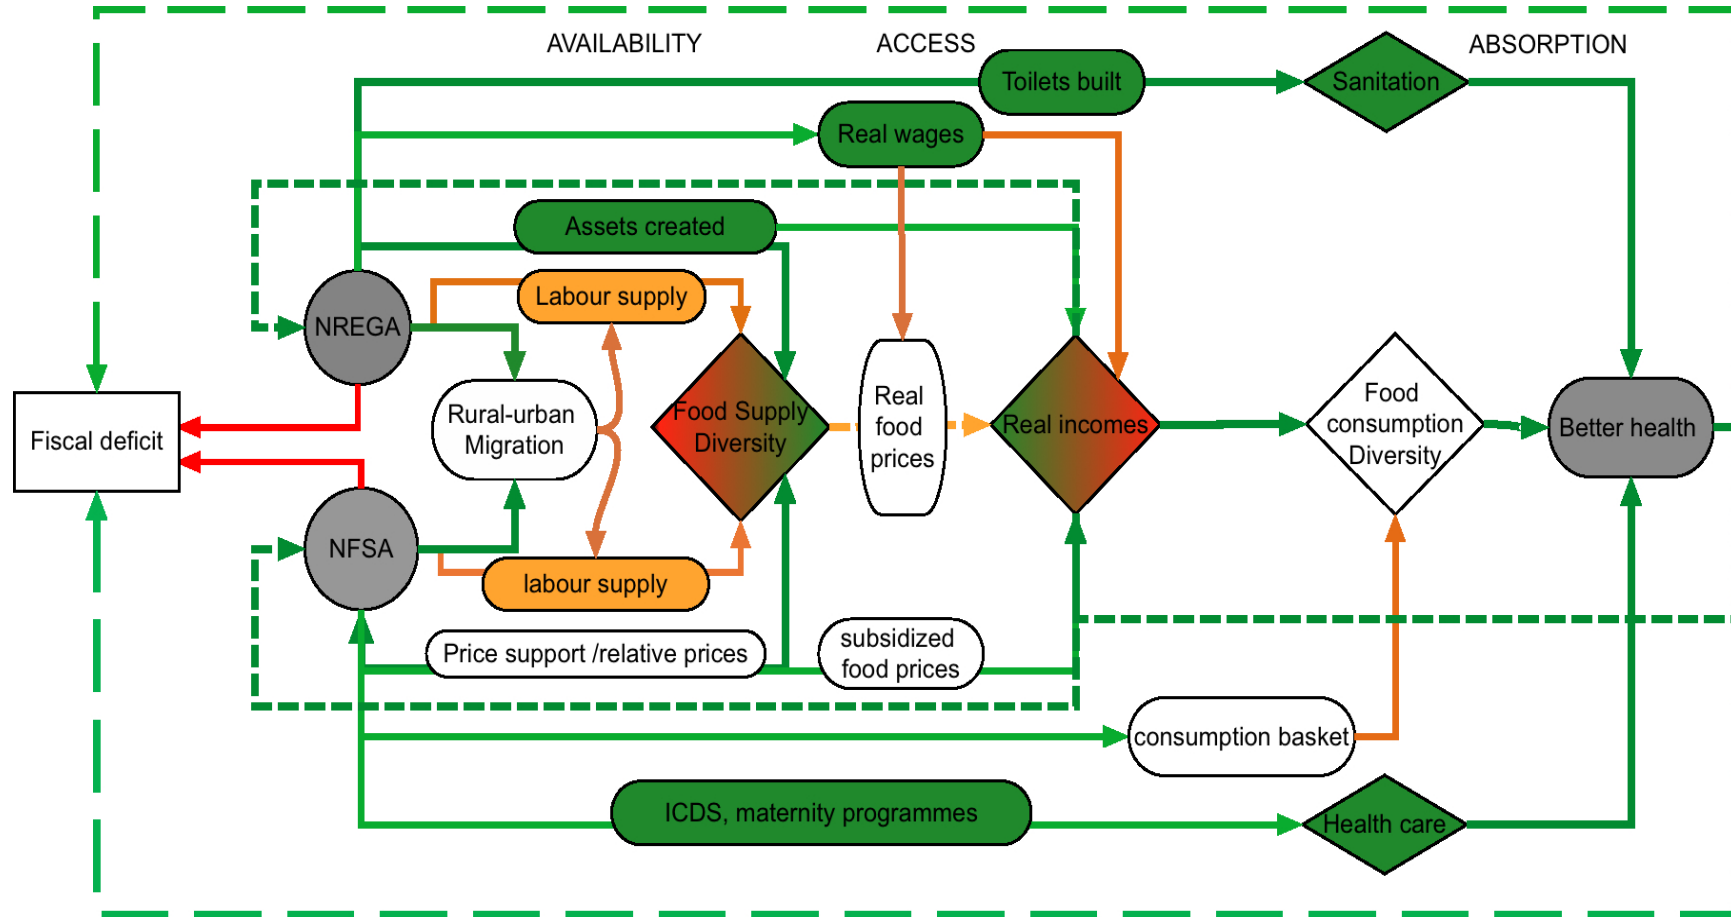 AVAILABILITY
ACCESS
ABSORPTION
Toilets built
Sanitation
Real wages
Assets created
Labour supply
NREGA
Rural-urban
Migration
Food Supply
Diversity
Real
food
prices
Real incomes
Food
consumption
Diversity
Better health
Fiscal deficit
NFSA
labour supply
Price support /relative prices
subsidized
food prices
consumption basket
ICDS, maternity programmes
Health care